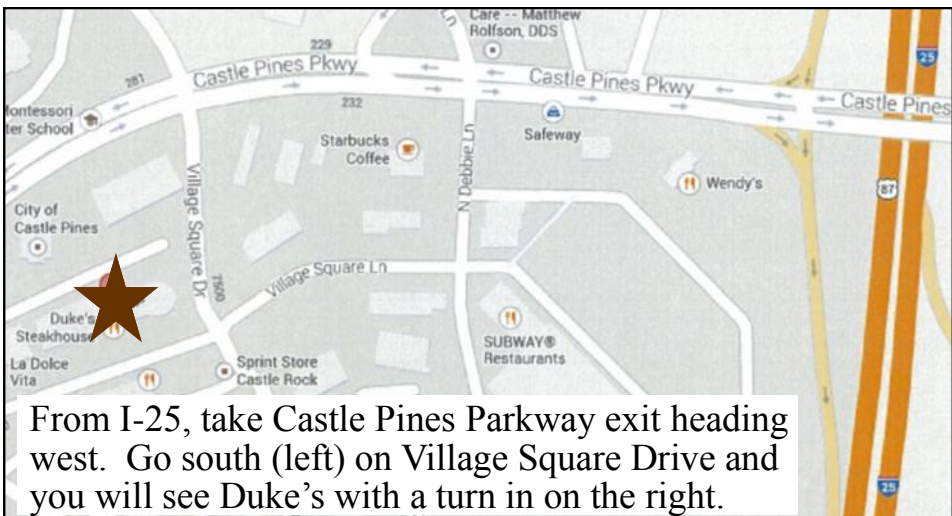 Care -- Matthew
Rolfson, DDS
Ln
229
25
281
Castle Pines Pkwy
Castle Pines Pkwy
Castle Pines
232
Montessori
ter School
Starbucks
Coffee
Safeway
N Debbie Ln
Wendy's
87
Village Square Dr
City of
Castle Pines
7500
Village Square Ln
Duke's
Steakhouse
SUBWAY®
Restaurants
La Dolce
Vita
Sprint Store
Castle Rock
From I-25, take Castle Pines Parkway exit heading
west. Go south (left) on Village Square Drive and
you will see Duke's with a turn in on the right.
25